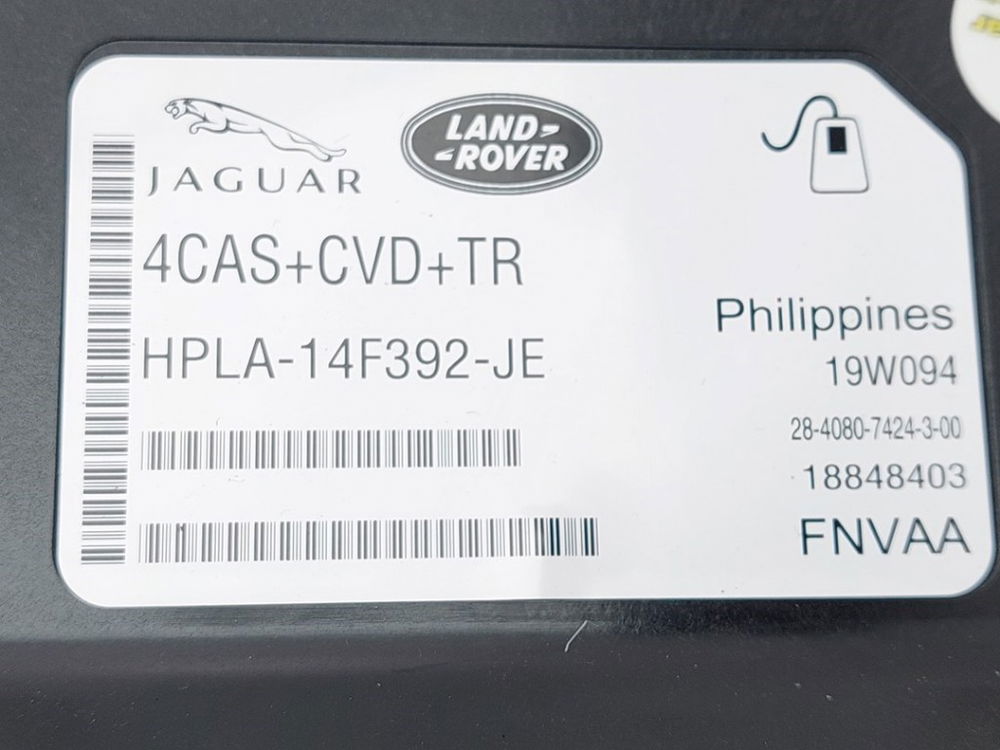 JAGUAR
LAND-
-ROVER
4CAS+CVD+TR
HPLA-14F392-JE
Philippines
19W094
28-4080-7424-3-00
18848403
FNVAA